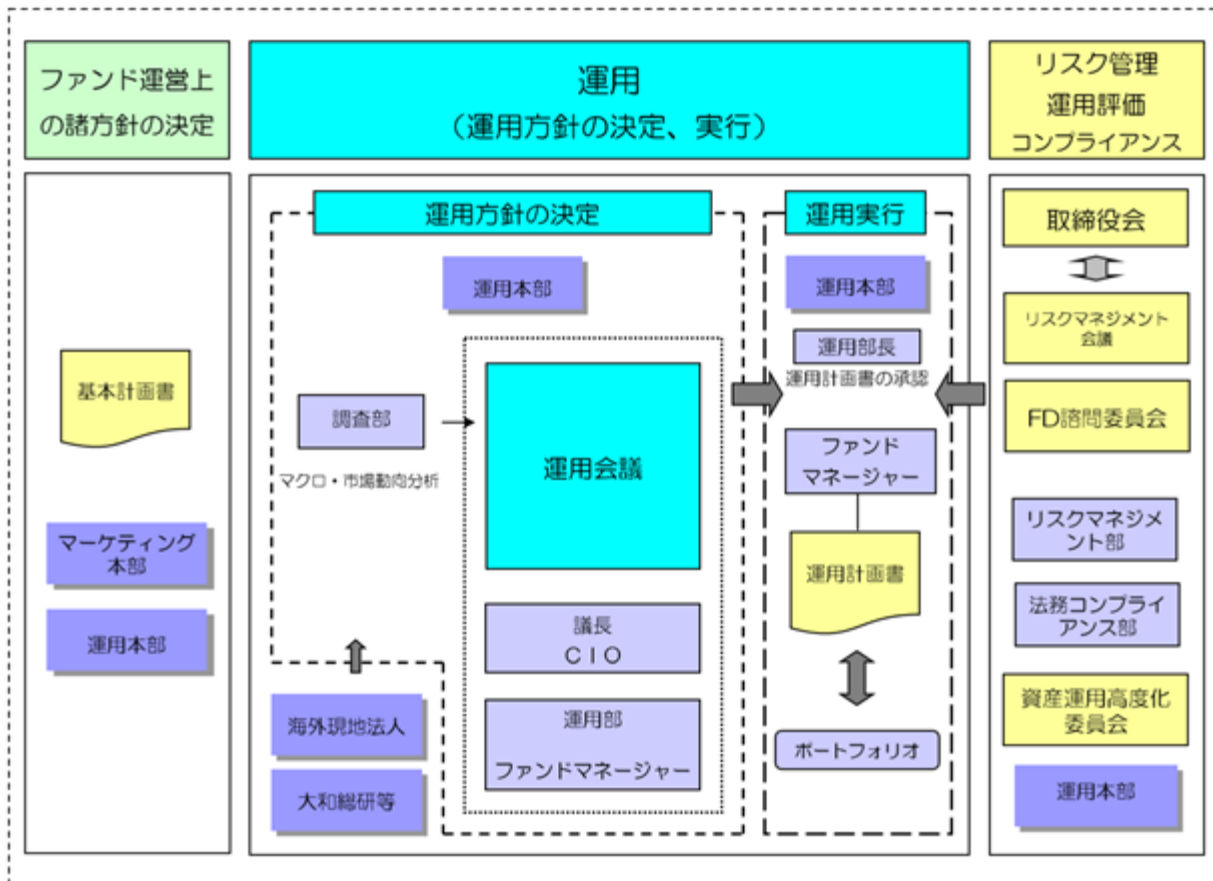 ファンド運営上
の諸方針の決定
基本計画書
マーケティング
本部
運用本部
運用
（運用方針の決定、実行）
運用方針の決定
運用本部
調査部
マクロ・市場動向分析
運用会議
議長
ＣＩＯ
運用部
ファンドマネージャー
海外現地法人
大和総研等
運用実行
運用本部
運用部長
運用計画書の承認
ファンド
マネージャー
運用計画書
ポートフォリオ
リスク管理
運用評価
コンプライアンス
取締役会
リスクマネジメント
会議
FD諮問委員会
リスクマネジメ
ント部
法務コンプライ
アンス部
資産運用高度化
委員会
運用本部